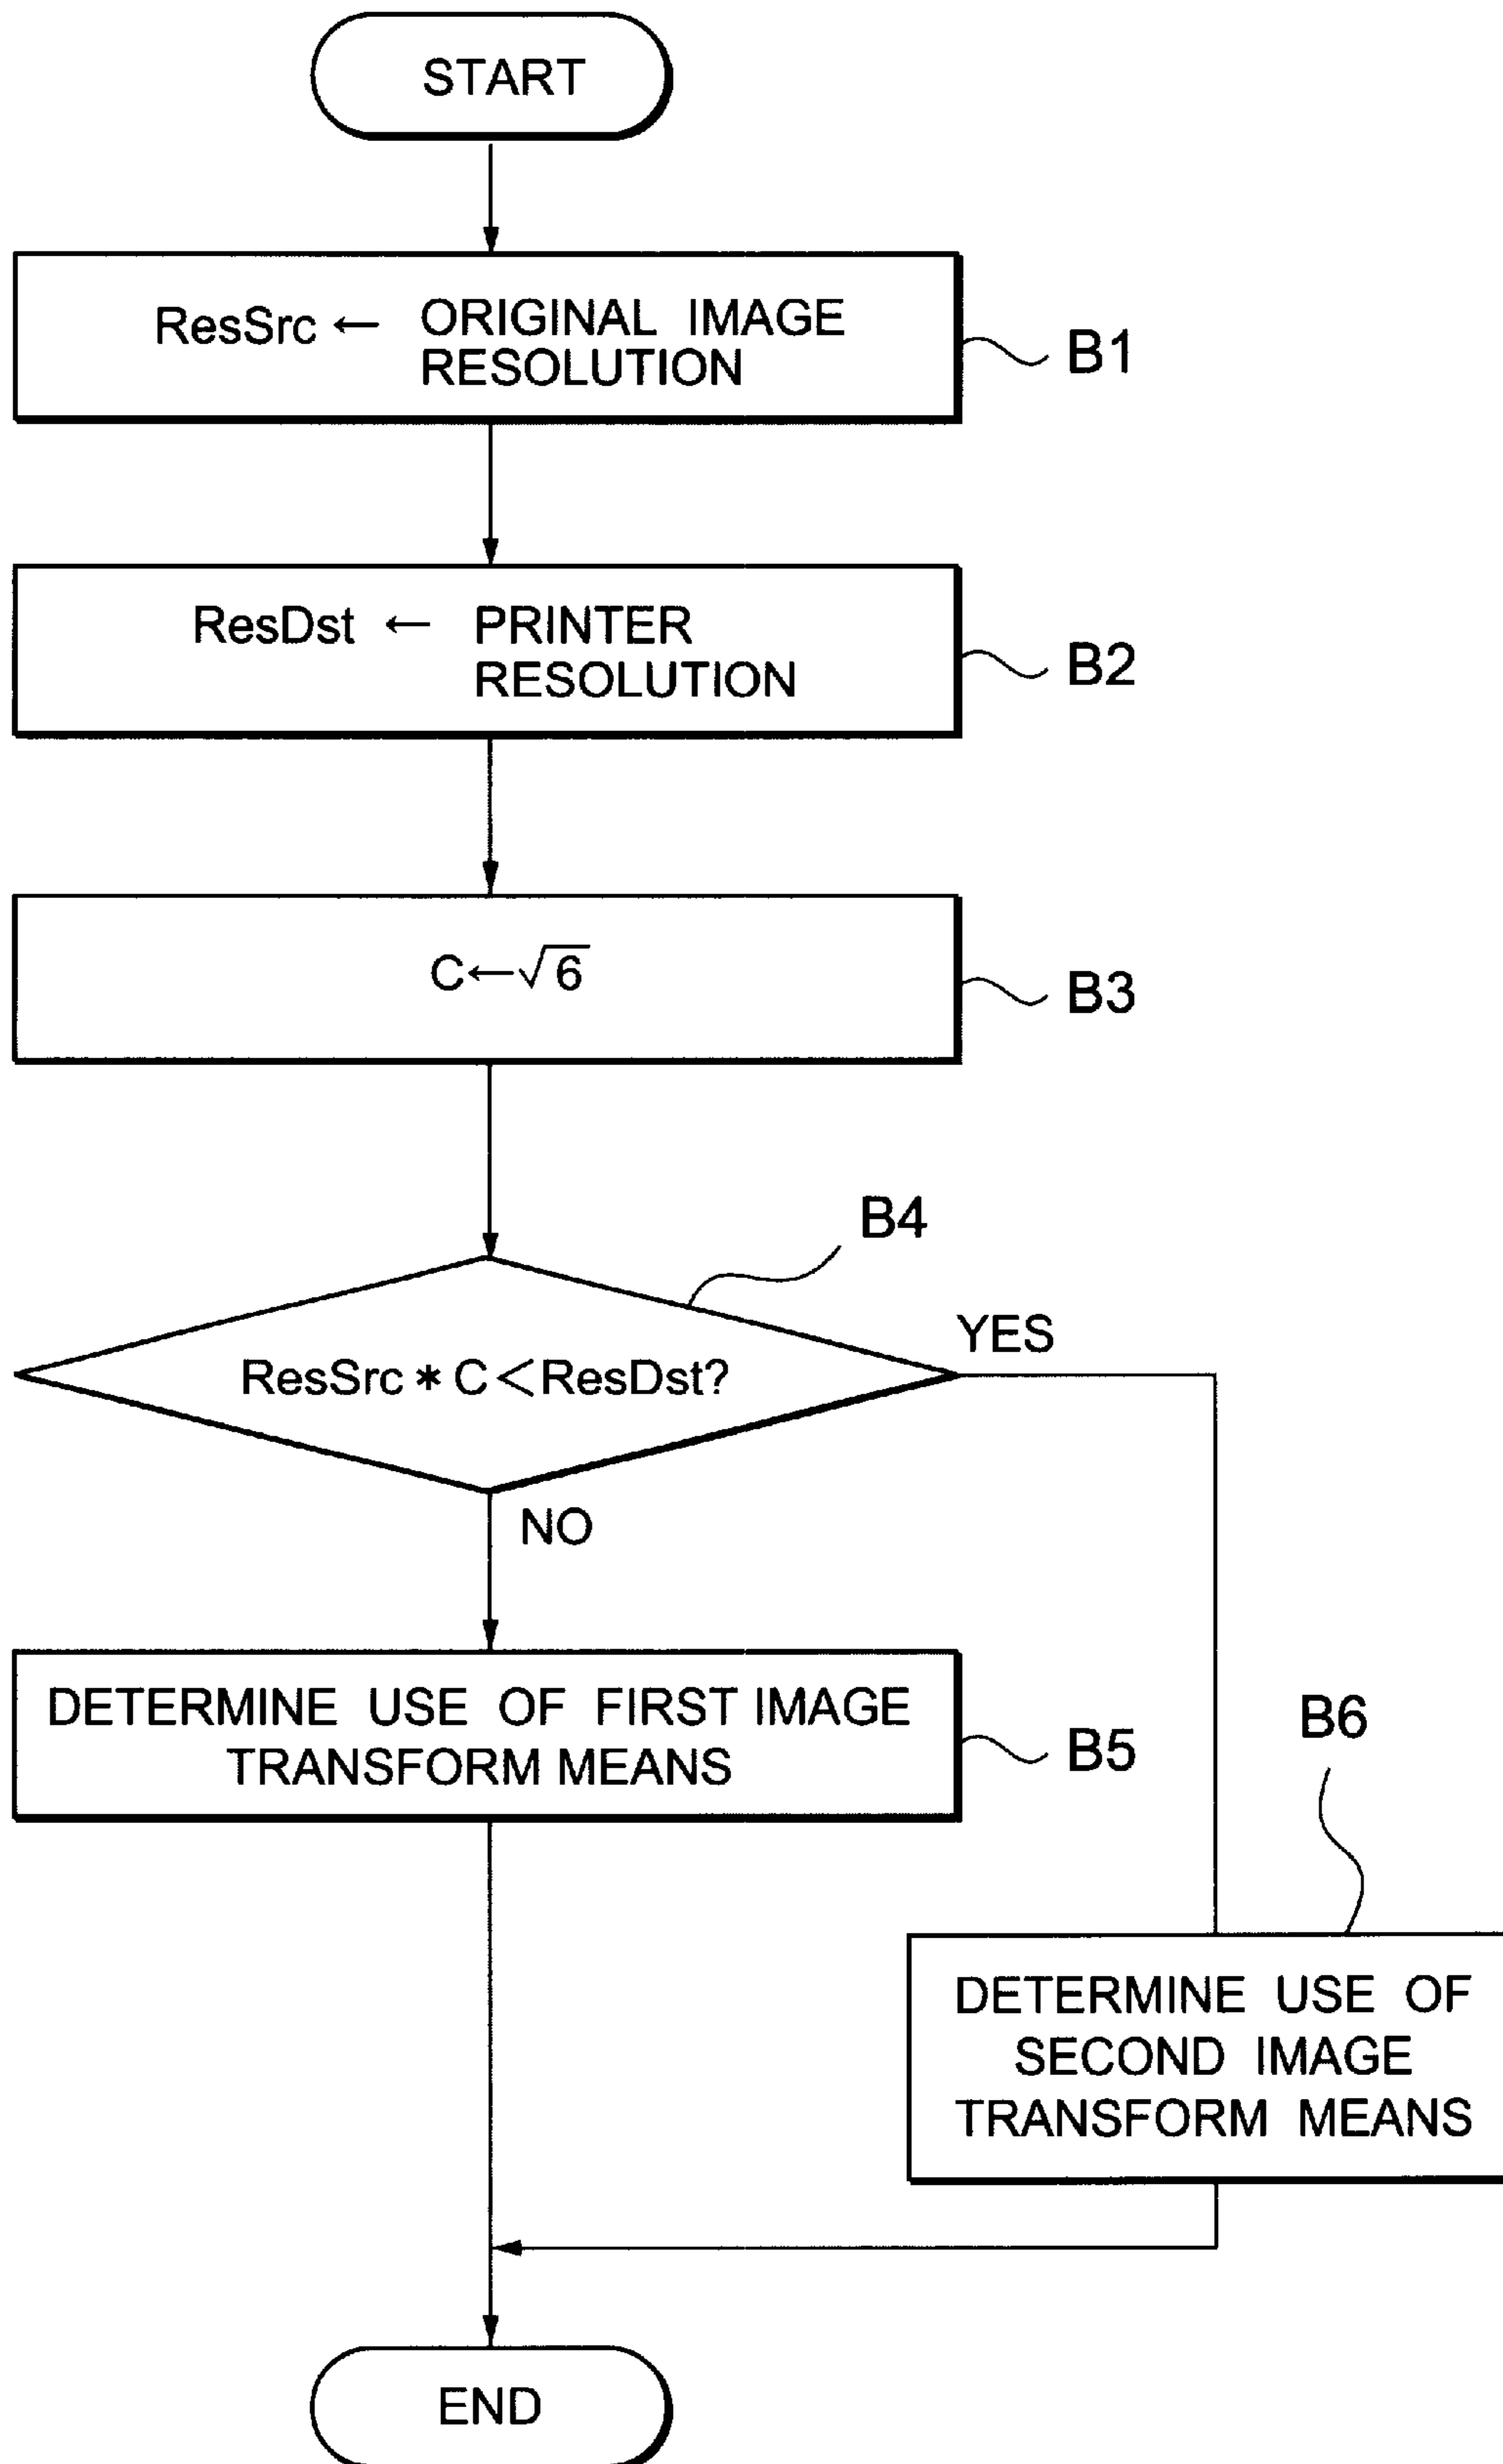 START
ResSrc ← ORIGINAL IMAGE
RESOLUTION
B1
ResDst ← PRINTER
RESOLUTION
B2
C←√6
B3
B4
ResSrc * C <ResDst?
YES
NO
DETERMINE USE OF FIRST IMAGE
TRANSFORM MEANS
B5
B6
DETERMINE USE OF
SECOND IMAGE
TRANSFORM MEANS
END